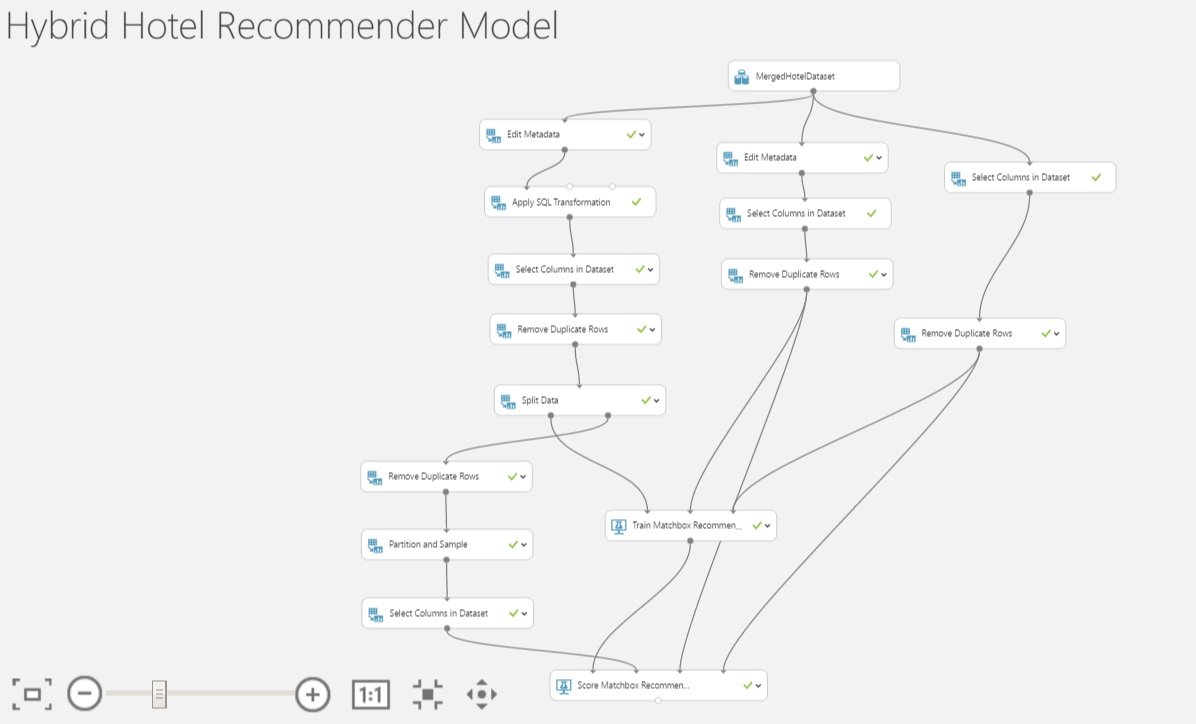 Hybrid Hotel Recommender Model
MergedHotelDataset
Edit Metadata
Edit Metadata
Select Columns in Dataset
Apply SQL Transformation
Select Columns in Dataset
Select Columns in Dataset
Remove Duplicate Rows
Remove Duplicate Rows
Remove Duplicate Rows
Split Data
Remove Duplicate Rows
Train Matchbox Recommen...
Partition and Sample
Select Columns in Dataset
Score Matchbox Recommen...
1:1